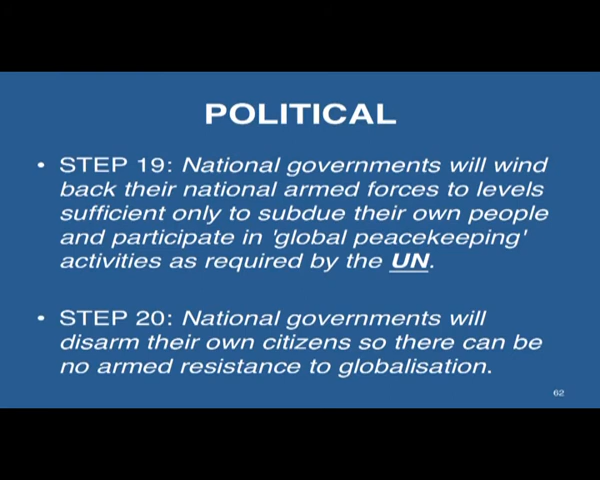 POLITICAL
• STEP 19: National governments will wind
back their national armed forces to levels
sufficient only to subdue their own people
and participate in 'global peacekeeping'
activities as required by the UN.
• STEP 20: National governments will
disarm their own citizens so there can be
no armed resistance to globalisation.
62